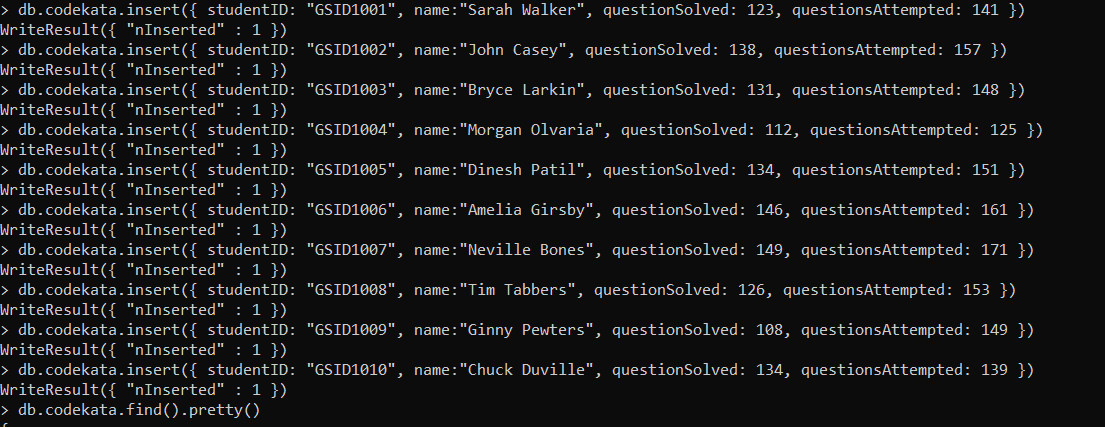 > db.codekata.insert({ studentID: "GSID1001", name:"Sarah Walker", questionSolved: 123, questionsAttempted: 141 })
WriteResult({ "nInserted" : 1 })
> db.codekata.insert({ studentID: "GSID1002", name:"John Casey", questionSolved: 138, questionsAttempted: 157 })
WriteResult({ "nInserted" : 1 })
> db.codekata.insert({ studentID: "GSID1003", name:"Bryce Larkin", questionSolved: 131, questionsAttempted: 148 })
WriteResult({ "nInserted" : 1 })
> db.codekata.insert({ studentID: "GSID1004", name:"Morgan Olvaria", questionSolved: 112, questionsAttempted: 125 })
WriteResult({ "nInserted" : 1 })
> db.codekata.insert({ studentID: "GSID1005", name:"Dinesh Patil", questionSolved: 134, questionsAttempted: 151 })
WriteResult({ "nInserted" : 1 })
> db.codekata.insert({ studentID: "GSID1006", name:"Amelia Girsby", questionSolved: 146, questionsAttempted: 161 })
WriteResult({ "nInserted" : 1 })
> db.codekata.insert({ studentID: "GSID1007", name:"Neville Bones", questionSolved: 149, questionsAttempted: 171 })
WriteResult({ "nInserted" : 1 })
> db.codekata.insert({ studentID: "GSID1008", name:"Tim Tabbers", questionSolved: 126, questionsAttempted: 153 })
WriteResult({ "nInserted" : 1 })
> db.codekata.insert({ studentID: "GSID1009", name:"Ginny Pewters", questionSolved: 108, questionsAttempted: 149 })
WriteResult({ "nInserted" : 1 })
> db.codekata.insert({ studentID: "GSID1010", name:"Chuck Duville", questionSolved: 134, questionsAttempted: 139 })
WriteResult({ "nInserted" : 1 })
> db.codekata.find().pretty()
{